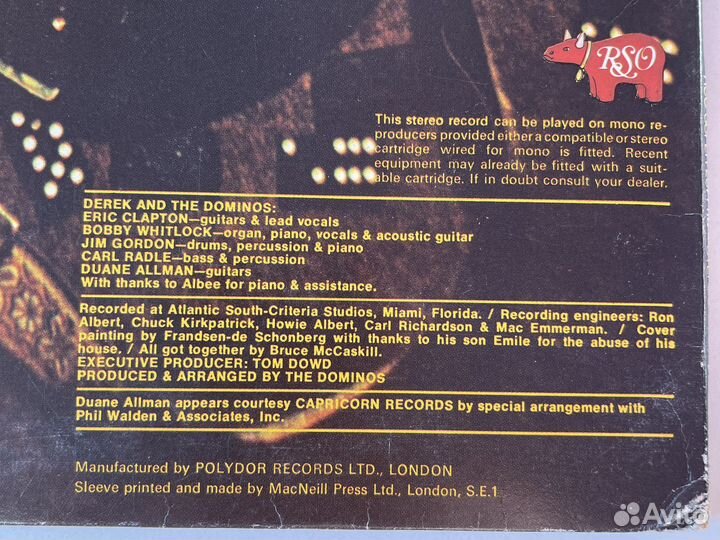 RSO
This stereo record can be played on mono re-
producers provided either a compatible or stereo
cartridge wired for mono is fitted. Recent
equipment may already be fitted with a suit-
able cartridge. If in doubt consult your dealer.
DEREK AND THE DOMINOS:
ERIC CLAPTON—guitars & lead vocals
BOBBY WHITLOCK—organ, piano, vocals & acoustic guitar
JIM GORDON—drums, percussion & piano
CARL RADLE—bass & percussion
DUANE ALLMAN—guitars
With thanks to Albee for piano & assistance.
Recorded at Atlantic South-Criteria Studios, Miami, Florida. / Recording engineers: Ron
Albert, Chuck Kirkpatrick, Howie Albert, Carl Richardson & Mac Emmerman. / Cover
painting by Frandsen-de Schonberg with thanks to his son Emile for the abuse of his
house. / All got together by Bruce McCaskill.
EXECUTIVE PRODUCER: TOM DOWD
PRODUCED & ARRANGED BY THE DOMINOS
Duane Allman appears courtesy CAPRICORN RECORDS by special arrangement with
Phil Walden & Associates, Inc.
Manufactured by POLYDOR RECORDS LTD., LONDON
Sleeve printed and made by MacNeill Press Ltd., London, S.E.1
Avito